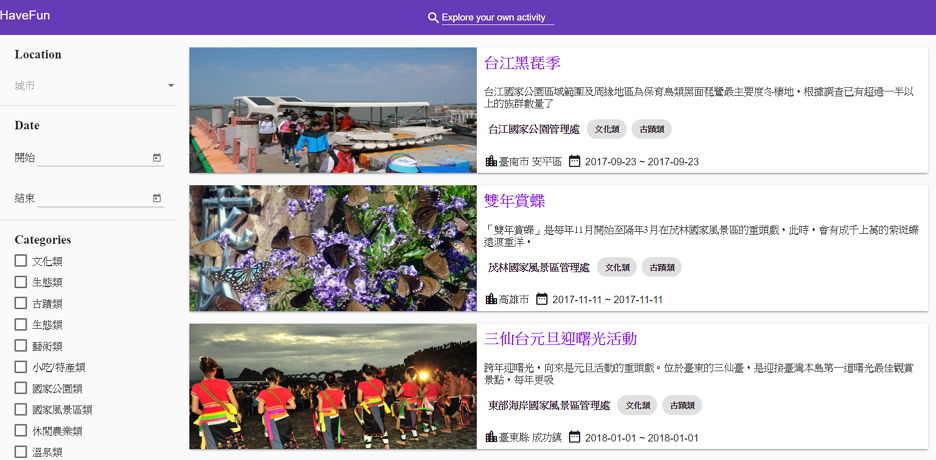 HaveFun
Explore your own activity
Location
城市
Date
開始
結束
Categories
文化類
生態類
古蹟類
生態類
藝術類
小吃/特產類
國家公園類
國家風景區類
休閒農業類
溫泉類
台江黑琵季
台江國家公園區域範圍及周緣地區為保育鳥類黑面琵鷺最主要度冬棲地，根據調查已有超過一半以
上的族群數量了
台江國家公園管理處 文化類 古蹟類
臺南市 安平區 2017-09-23 ~ 2017-09-23
雙年賞蝶
「雙年賞蝶」是每年11月開始至隔年3月在茂林國家風景區的重頭戲，此時，會有成千上萬的紫斑蝶
遠渡重洋，
茂林國家風景區管理處 文化類 古蹟類
高雄市 2017-11-11 ~ 2017-11-11
三仙台元旦迎曙光活動
跨年迎曙光，向來是元旦活動的重頭戲。位於臺東的三仙臺，是迎接臺灣本島第一道曙光最佳觀賞
景點，每年更吸
東部海岸國家風景區管理處 文化類 古蹟類
臺東縣 成功鎮 2018-01-01 ~ 2018-01-01